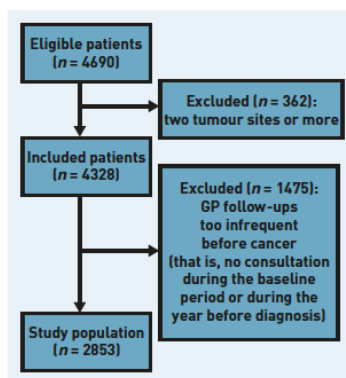 Eligible patients
(n = 4690)
Excluded (n = 362):
two tumour sites or more
Included patients
(n = 4328)
Excluded (n = 1475):
GP follow-ups
too infrequent
before cancer
(that is, no consultation
during the baseline
period or during the
year before diagnosis)
Study population
(n = 2853)